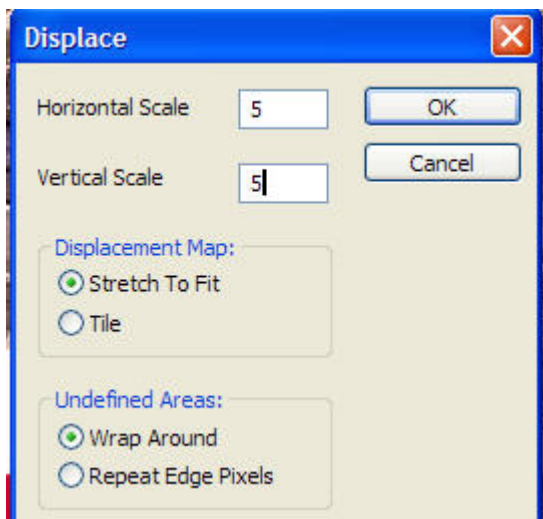 Displace
Horizontal Scale 5 OK
Vertical Scale 5 Cancel
Displacement Map:
Stretch To Fit
Tile
Undefined Areas:
Wrap Around
Repeat Edge Pixels